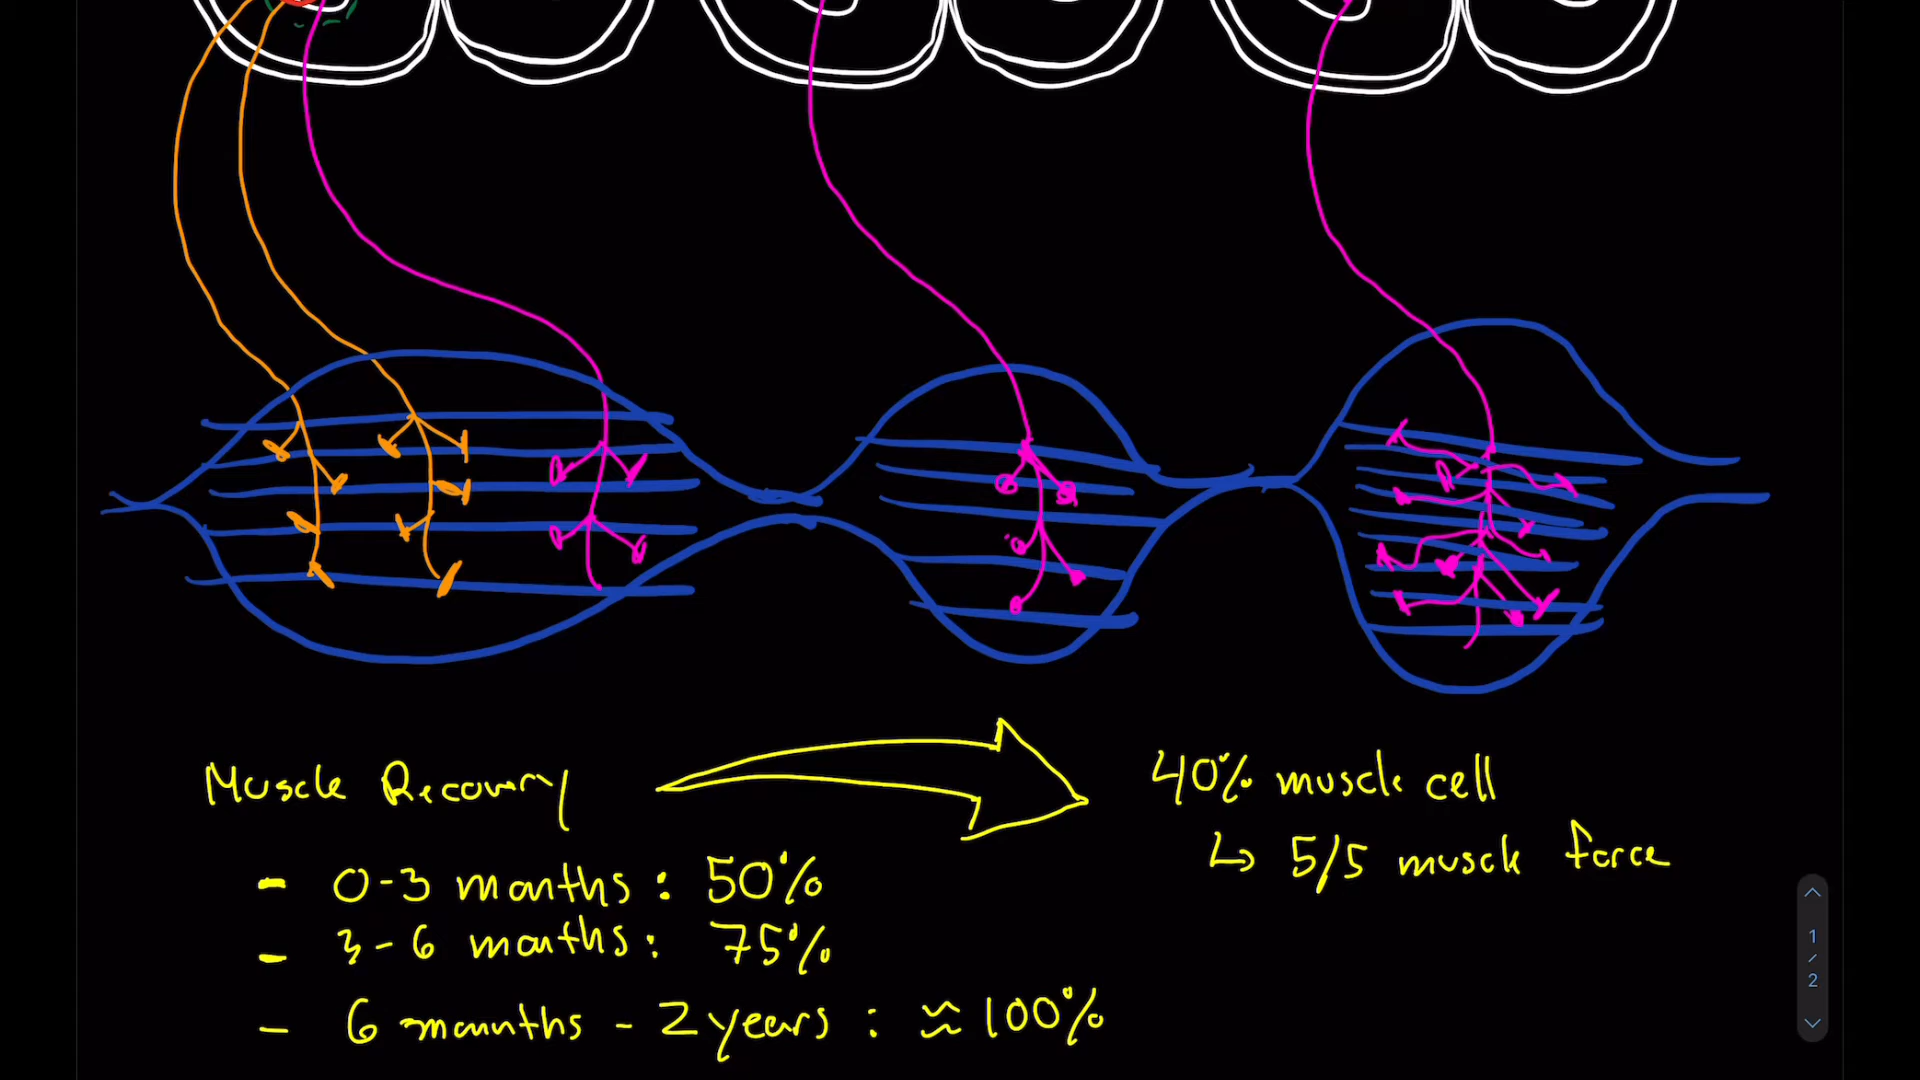 Muscle Recovery
40% muscle cell
↳ 5/5 muscle force
- 0-3 months : 50%
- 3-6 months : 75%
- 6 mounths - 2 years : ≈ 100%
1
/
2